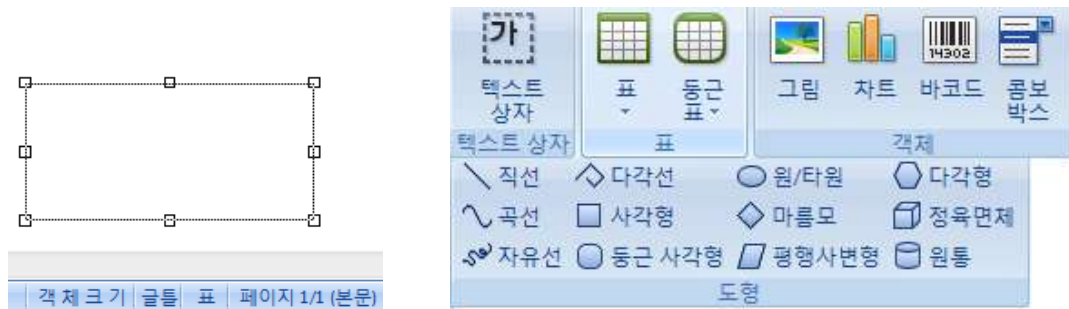 객 체 크 기 글틀 표 페이지 1/1 (본문)
가
텍스트 상자
표
둥근 표
그림
차트
14302
바코드
콤보 박스
텍스트 상자 표 객체
직선 다각선 원/타원 다각형
곡선 사각형 마름모 정육면체
자유선 둥근 사각형 평행사변형 원통
도형